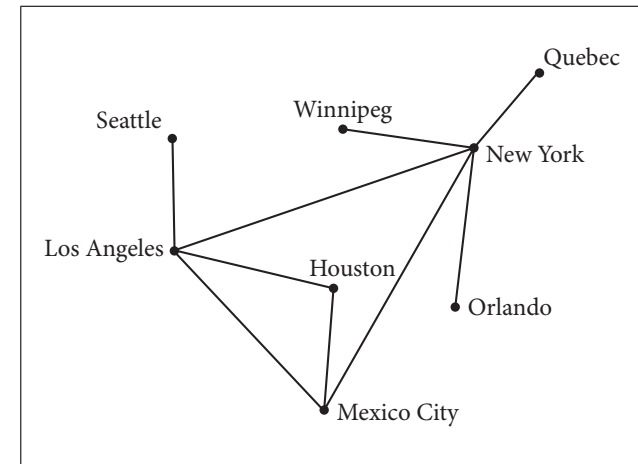 Quebec
Winnipeg
Seattle
New York
Los Angeles
Houston
Orlando
Mexico City